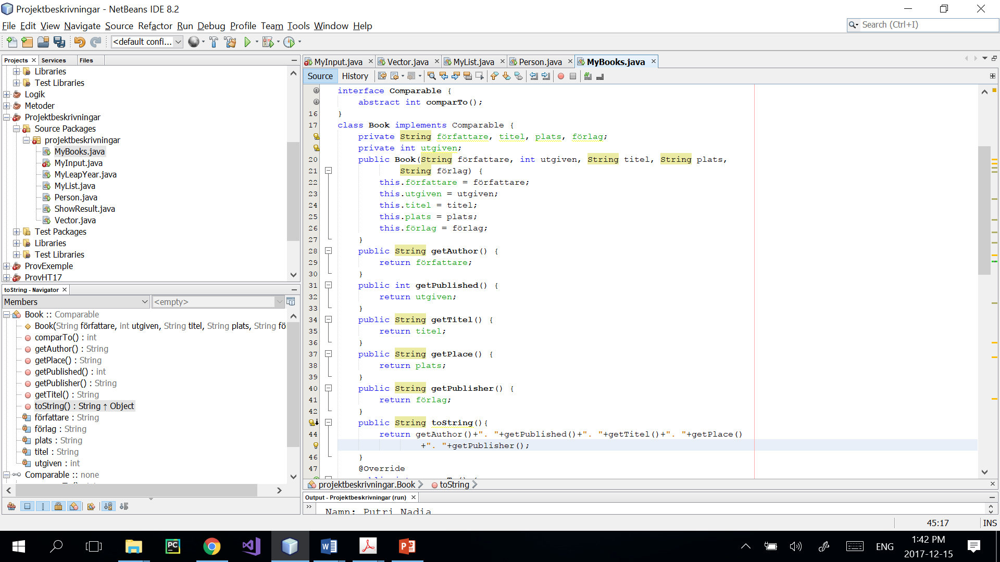 Projektbeskrivningar - NetBeans IDE 8.2
File Edit View Navigate Source Refactor Run Debug Profile Team Tools Window Help
Search (Ctrl+I)
<default confi...
Projects Services Files
Libraries
Test Libraries
Logik
Metoder
Projektbeskrivningar
Source Packages
projektbeskrivningar
MyBooks.java
MyInput.java
MyLeapYear.java
MyList.java
Person.java
ShowResult.java
Vector.java
Test Packages
Libraries
Test Libraries
ProvExemple
ProvHT17
toString - Navigator
Members <empty>
Book :: Comparable
Book(String författare, int utgiven, String titel, String plats, String fö
comparTo() : int
getAuthor() : String
getPlace() : String
getPublished() : int
getPublisher() : String
getTitel() : String
toString() : String ↑ Object
författare : String
förlag : String
plats : String
titel : String
utgiven : int
Comparable :: none
MyInput.java Vector.java MyList.java Person.java MyBooks.java
Source History
interface Comparable {
abstract int comparTo();
16 }
17 class Book implements Comparable {
private String författare, titel, plats, förlag;
private int utgiven;
20 public Book(String författare, int utgiven, String titel, String plats,
21 String förlag) {
22 this.författare = författare;
23 this.utgiven = utgiven;
24 this.titel = titel;
25 this.plats = plats;
26 this.förlag = förlag;
27 }
28 public String getAuthor() {
29 return författare;
30 }
31 public int getPublished() {
32 return utgiven;
33 }
34 public String getTitel() {
35 return titel;
36 }
37 public String getPlace() {
38 return plats;
39 }
40 public String getPublisher() {
41 return förlag;
42 }
public String toString(){
44 return getAuthor()+". "+getPublished()+". "+getTitel()+". "+getPlace()
+". "+getPublisher();
46 }
47 @Override
projektbeskrivningar.Book toString
Output - Projektbeskrivningar (run)
Namn: Putri Nadia
45:17 INS
ENG
1:42 PM
2017-12-15